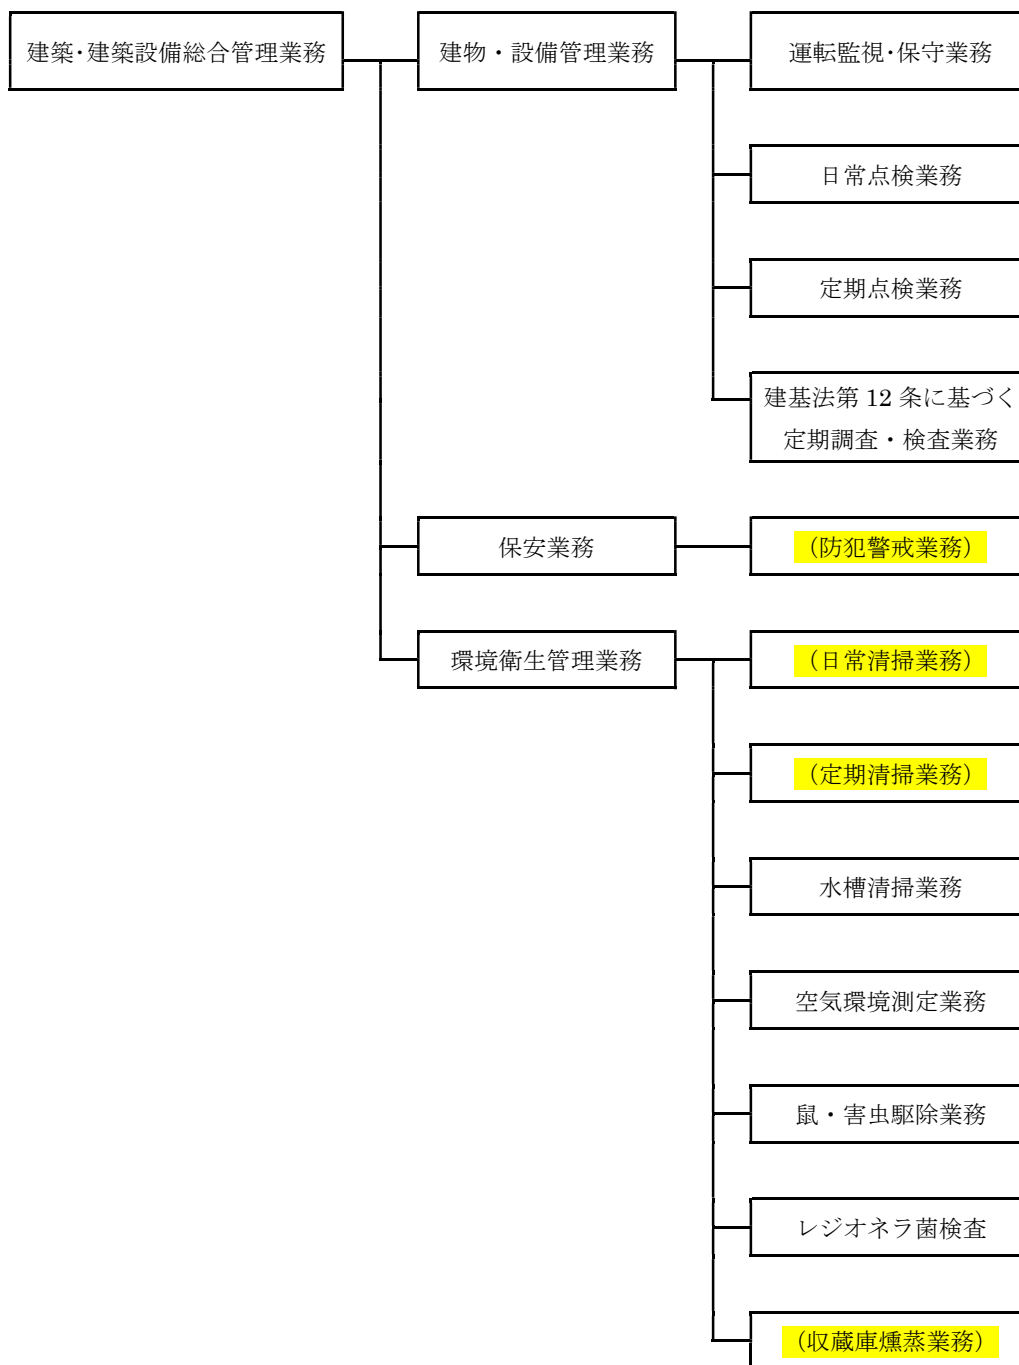 建築・建築設備総合管理業務
建物・設備管理業務
運転監視・保守業務
日常点検業務
定期点検業務
建基法第 12 条に基づく
定期調査・検査業務
保安業務
（防犯警戒業務）
環境衛生管理業務
（日常清掃業務）
（定期清掃業務）
水槽清掃業務
空気環境測定業務
鼠・害虫駆除業務
レジオネラ菌検査
（収蔵庫燻蒸業務）